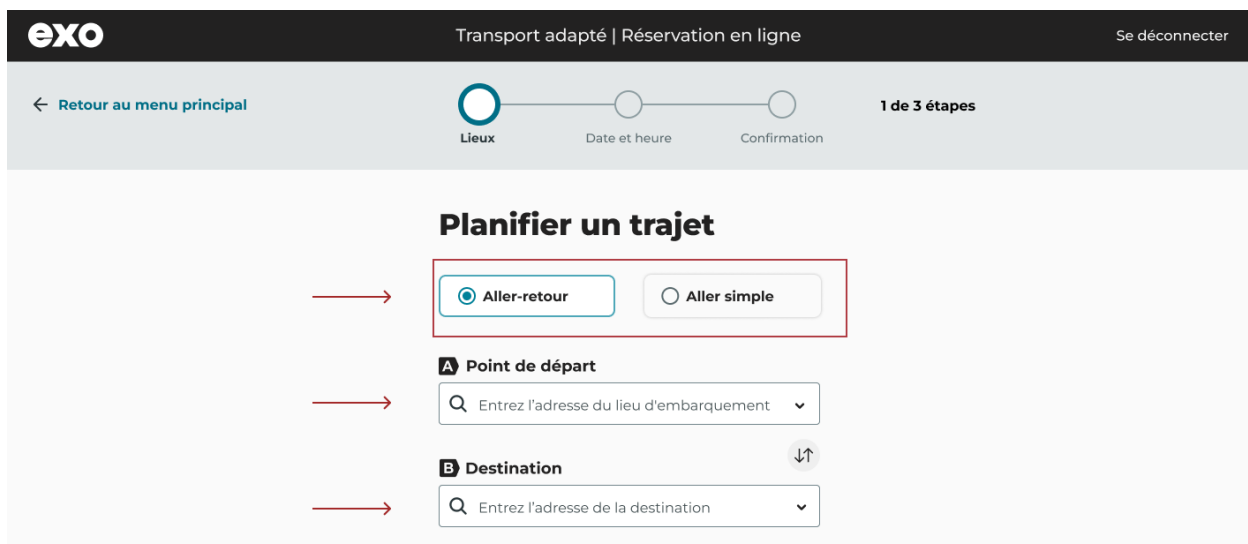 exo
Transport adapté | Réservation en ligne
Se déconnecter
Retour au menu principal
Lieux
Date et heure
Confirmation
1 de 3 étapes
Planifier un trajet
Aller-retour
Aller simple
A Point de départ
Entrez l’adresse du lieu d'embarquement
B Destination
Entrez l’adresse de la destination